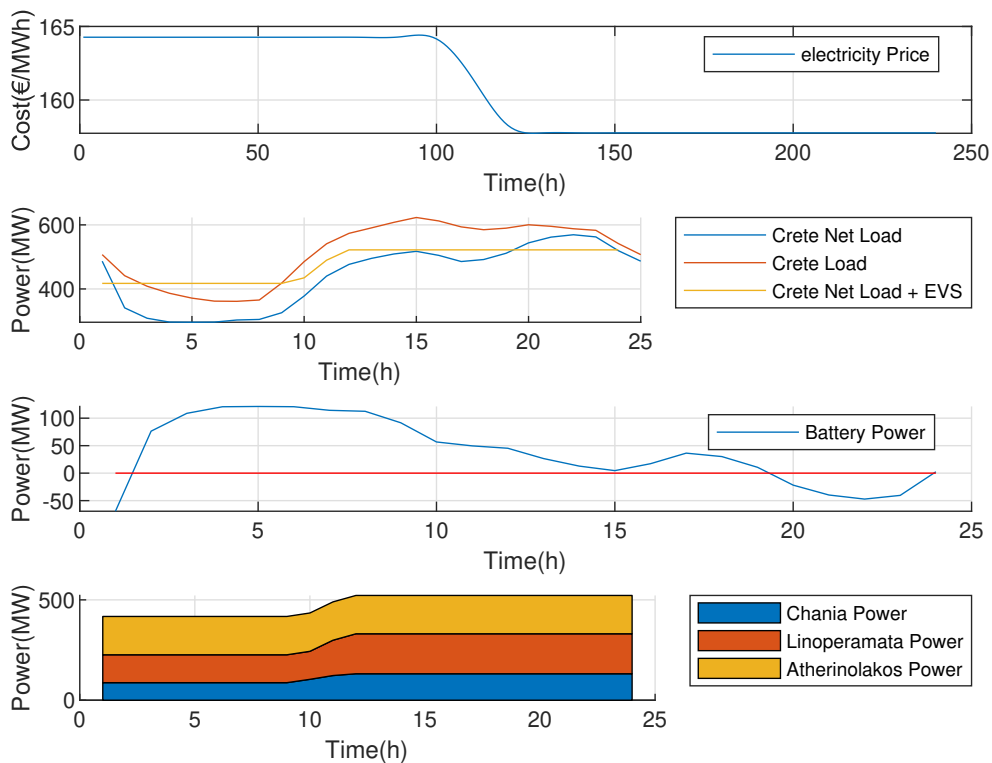 165
160
Cost(€/MWh)
electricity Price
0 50 100 150 200 250
Time(h)
600
400
Power(MW)
Crete Net Load
Crete Load
Crete Net Load + EVS
0 5 10 15 20 25
Time(h)
100
50
0
-50
Power(MW)
Battery Power
0 5 10 15 20 25
Time(h)
500
0
Power(MW)
Chania Power
Linoperamata Power
Atherinolakos Power
0 5 10 15 20 25
Time(h)